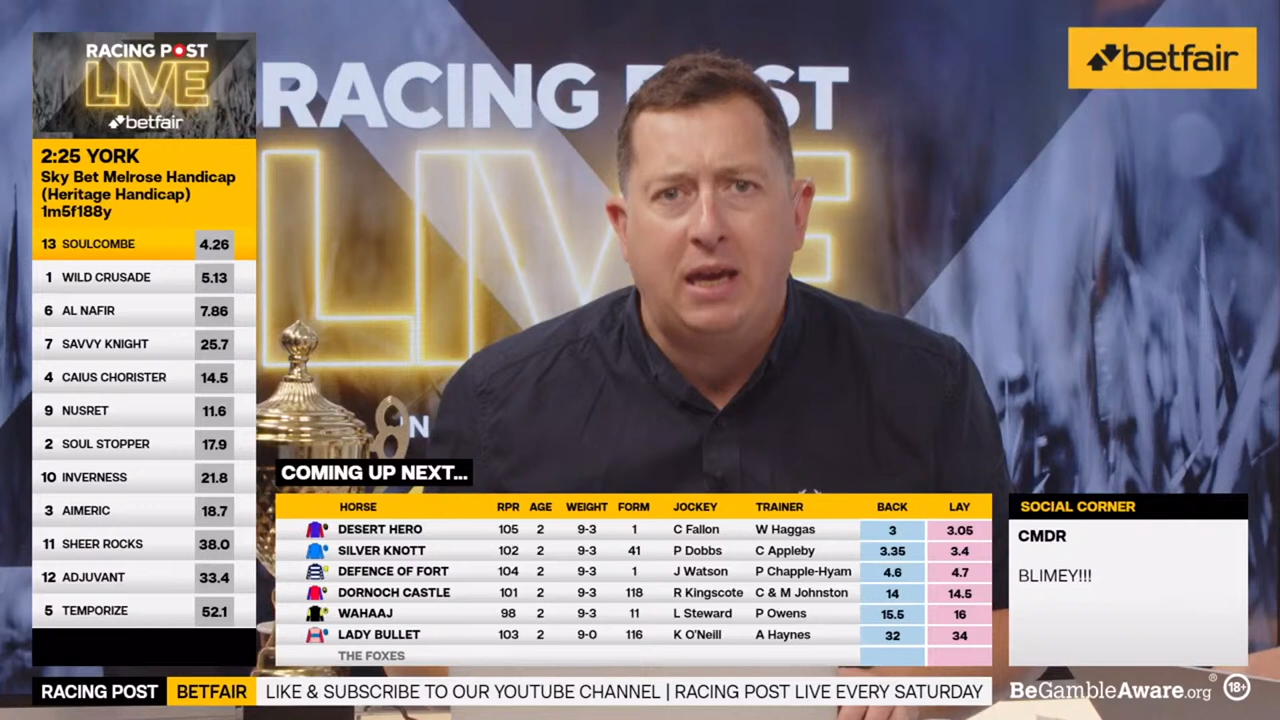 RACING POST
LIVE
betfair
2:25 YORK
Sky Bet Melrose Handicap
(Heritage Handicap)
1m5f188y
13 SOULCOMBE 4.26
1 WILD CRUSADE 5.13
6 AL NAFIR 7.86
7 SAVVY KNIGHT 25.7
4 CAIUS CHORISTER 14.5
9 NUSRET 11.6
2 SOUL STOPPER 17.9
10 INVERNESS 21.8
3 AIMERIC 18.7
11 SHEER ROCKS 38.0
12 ADJUVANT 33.4
5 TEMPORIZE 52.1
RACING ST
betfair
COMING UP NEXT...
HORSE RPR AGE WEIGHT FORM JOCKEY TRAINER BACK LAY
DESERT HERO 105 2 9-3 1 C Fallon W Haggas 3 3.05
SILVER KNOTT 102 2 9-3 41 P Dobbs C Appleby 3.35 3.4
DEFENCE OF FORT 104 2 9-3 1 J Watson P Chapple-Hyam 4.6 4.7
DORNOCH CASTLE 101 2 9-3 118 R Kingscote C & M Johnston 14 14.5
WAHAAJ 98 2 9-3 11 L Steward P Owens 15.5 16
LADY BULLET 103 2 9-0 116 K O'Neill A Haynes 32 34
THE FOXES
SOCIAL CORNER
CMDR
BLIMEY!!!
RACING POST BETFAIR LIKE & SUBSCRIBE TO OUR YOUTUBE CHANNEL | RACING POST LIVE EVERY SATURDAY
BeGambleAware.org® 18+